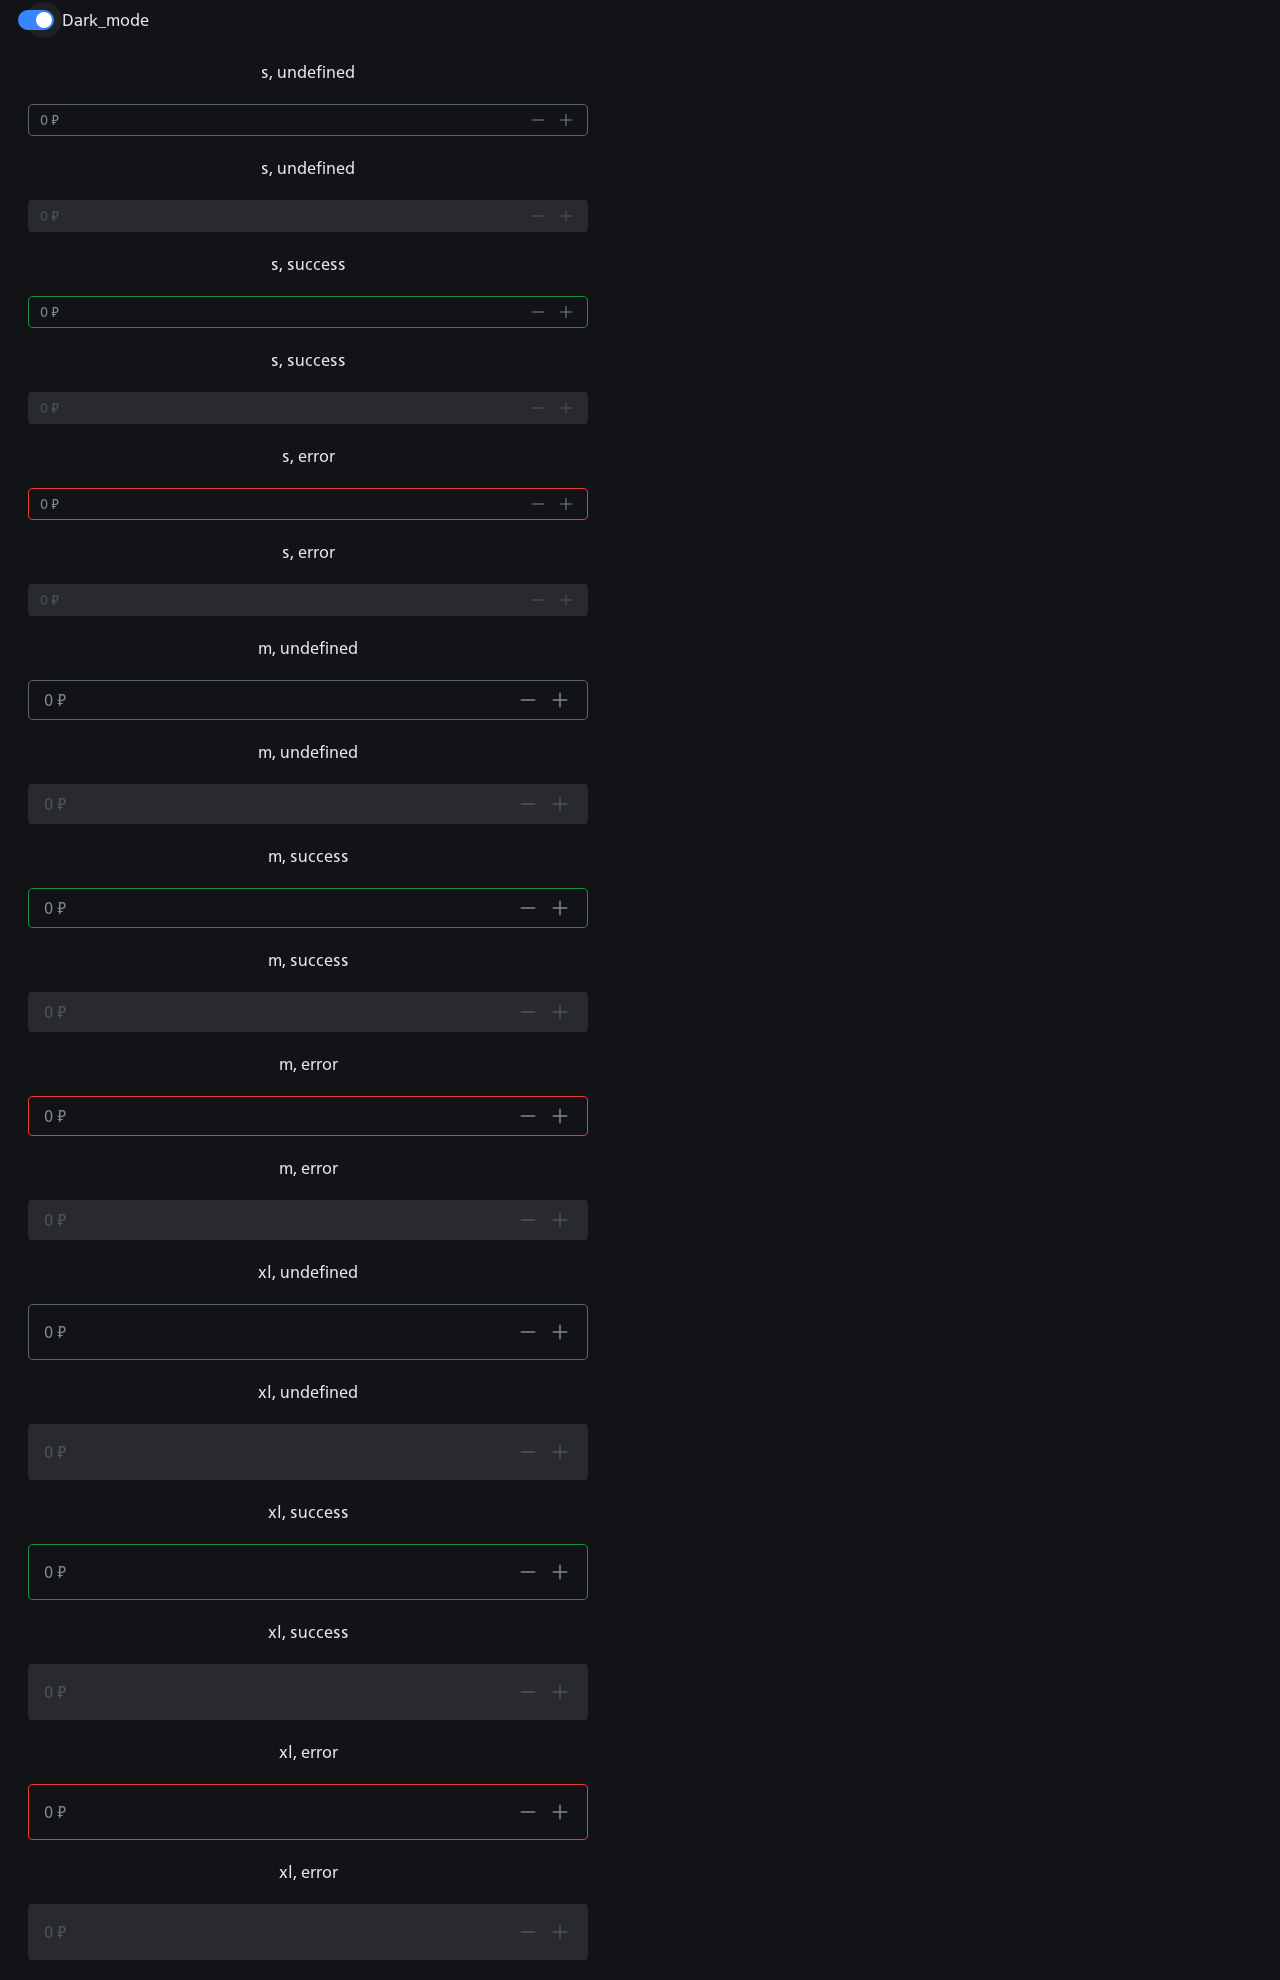 Dark_mode
s, undefined
0 ₽
s, undefined
0 ₽
s, success
0 ₽
s, success
0 ₽
s, error
0 ₽
s, error
0 ₽
m, undefined
0 ₽
m, undefined
0 ₽
m, success
0 ₽
m, success
0 ₽
m, error
0 ₽
m, error
0 ₽
xl, undefined
0 ₽
xl, undefined
0 ₽
xl, success
0 ₽
xl, success
0 ₽
xl, error
0 ₽
xl, error
0 ₽